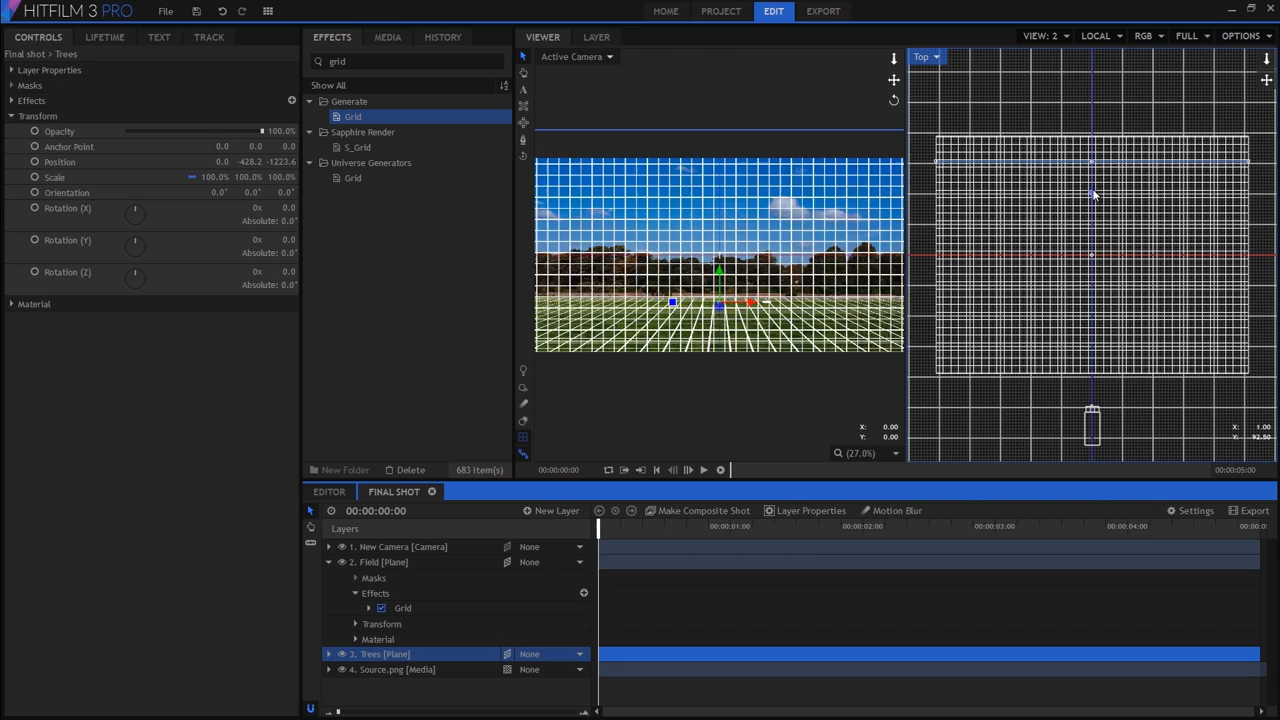 HITFILM 3 PRO
File
HOME
PROJECT
EDIT
EXPORT
CONTROLS
LIFETIME
TEXT
TRACK
EFFECTS
MEDIA
HISTORY
VIEWER
LAYER
VIEW: 2
LOCAL
RGB
FULL
OPTIONS
Final shot > Trees
Layer Properties
Masks
Effects
Transform
Opacity 100.0%
Anchor Point 0.0 0.0 0.0
Position 0.0 -428.2 -1223.6
Scale 100.0% 100.0% 100.0%
Orientation 0.0° 0.0° 0.0°
Rotation (X) 0x 0.0
Absolute: 0.0°
Rotation (Y) 0x 0.0
Absolute: 0.0°
Rotation (Z) 0x 0.0
Absolute: 0.0°
Material
grid
Show All
Generate
Grid
Sapphire Render
S_Grid
Universe Generators
Grid
New Folder
Delete
683 item(s)
Active Camera
Top
X: 0.00
Y: 0.00
X: 1.00
Y: 92.50
(27.0%)
00:00:00:00
00:00:05:00
EDITOR
FINAL SHOT
00:00:00:00
New Layer
Make Composite Shot
Layer Properties
Motion Blur
Settings
Export
Layers
00:00:01:00
00:00:02:00
00:00:03:00
00:00:04:00
1. New Camera [Camera] None
2. Field [Plane] None
Masks
Effects
Grid
Transform
Material
3. Trees [Plane] None
4. Source.png [Media] None